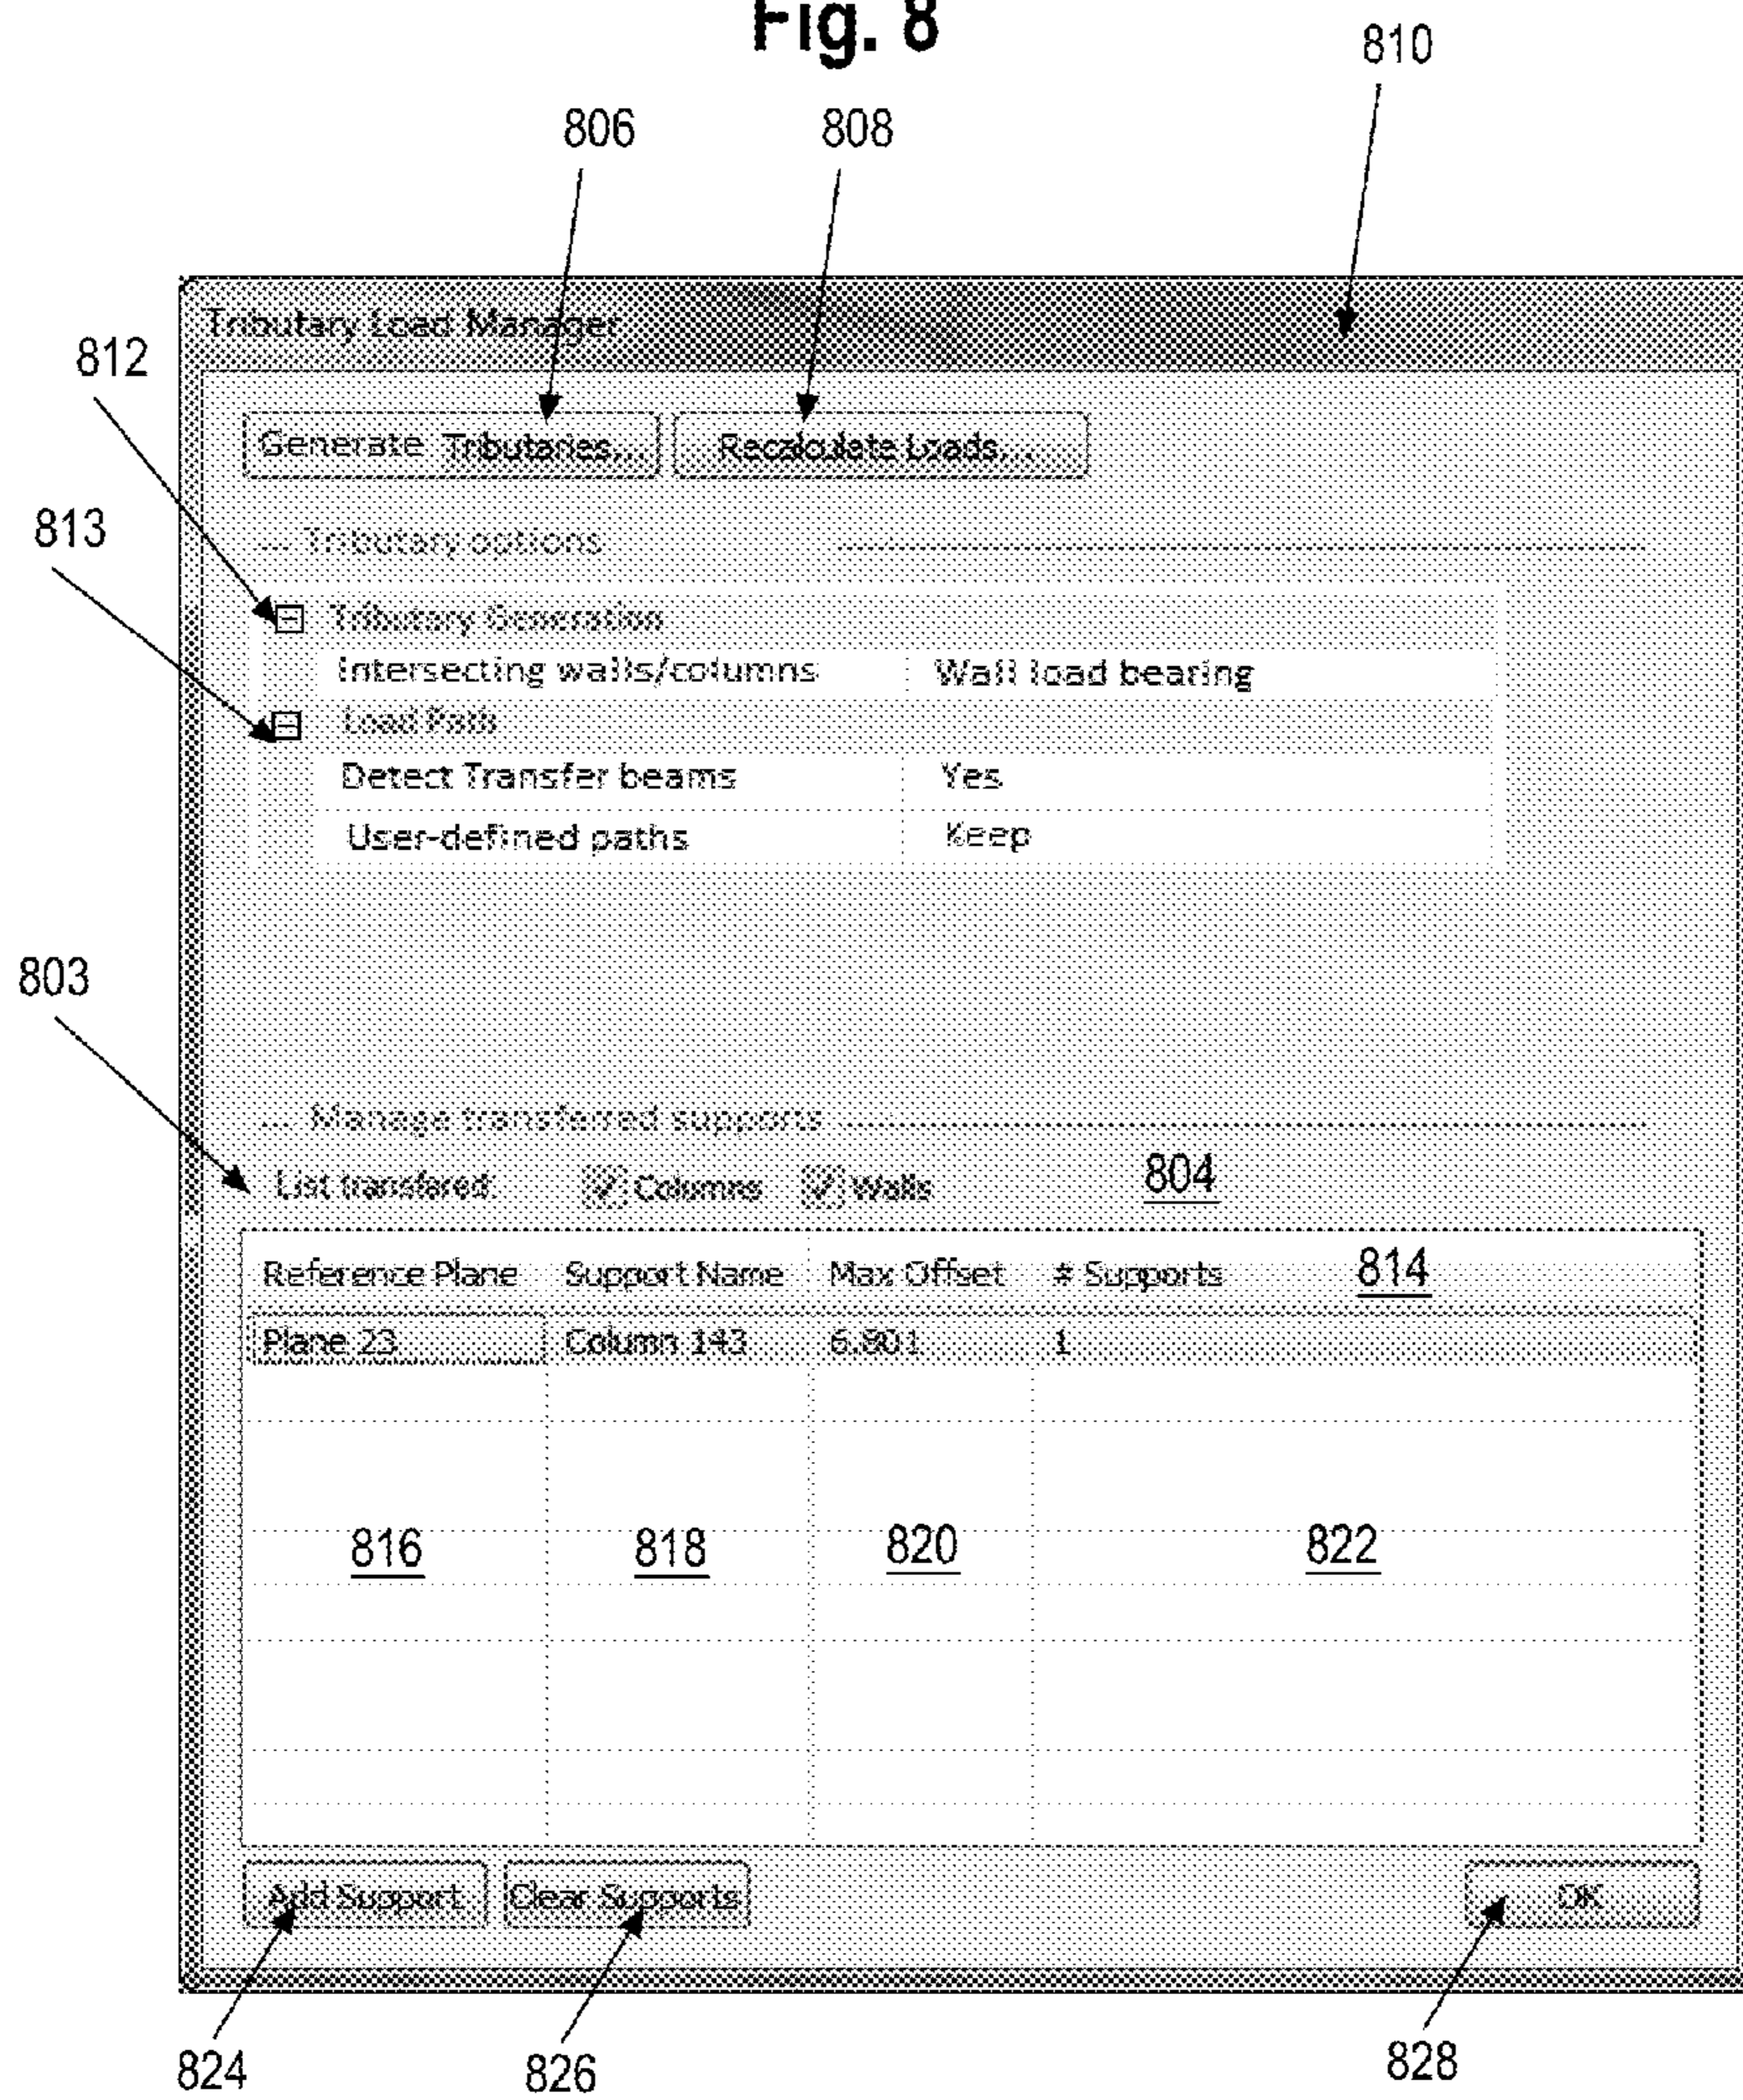 Fig. 8
810
806 808
Tributary Load Manager
812
Generate Tributaries... Recalculate Loads...
813
Tributary options
Tributary Generation
Intersecting walls/columns Wall load bearing
Load Path
Detect Transfer beams Yes
User-defined paths Keep
803
Manage transferred supports
List transfered: Columns Walls 804
Reference Plane Support Name Max Offset # Supports 814
Plane 23 Column 143 6.801 1
816 818 820 822
Add Support Clear Supports OK
824 826 828